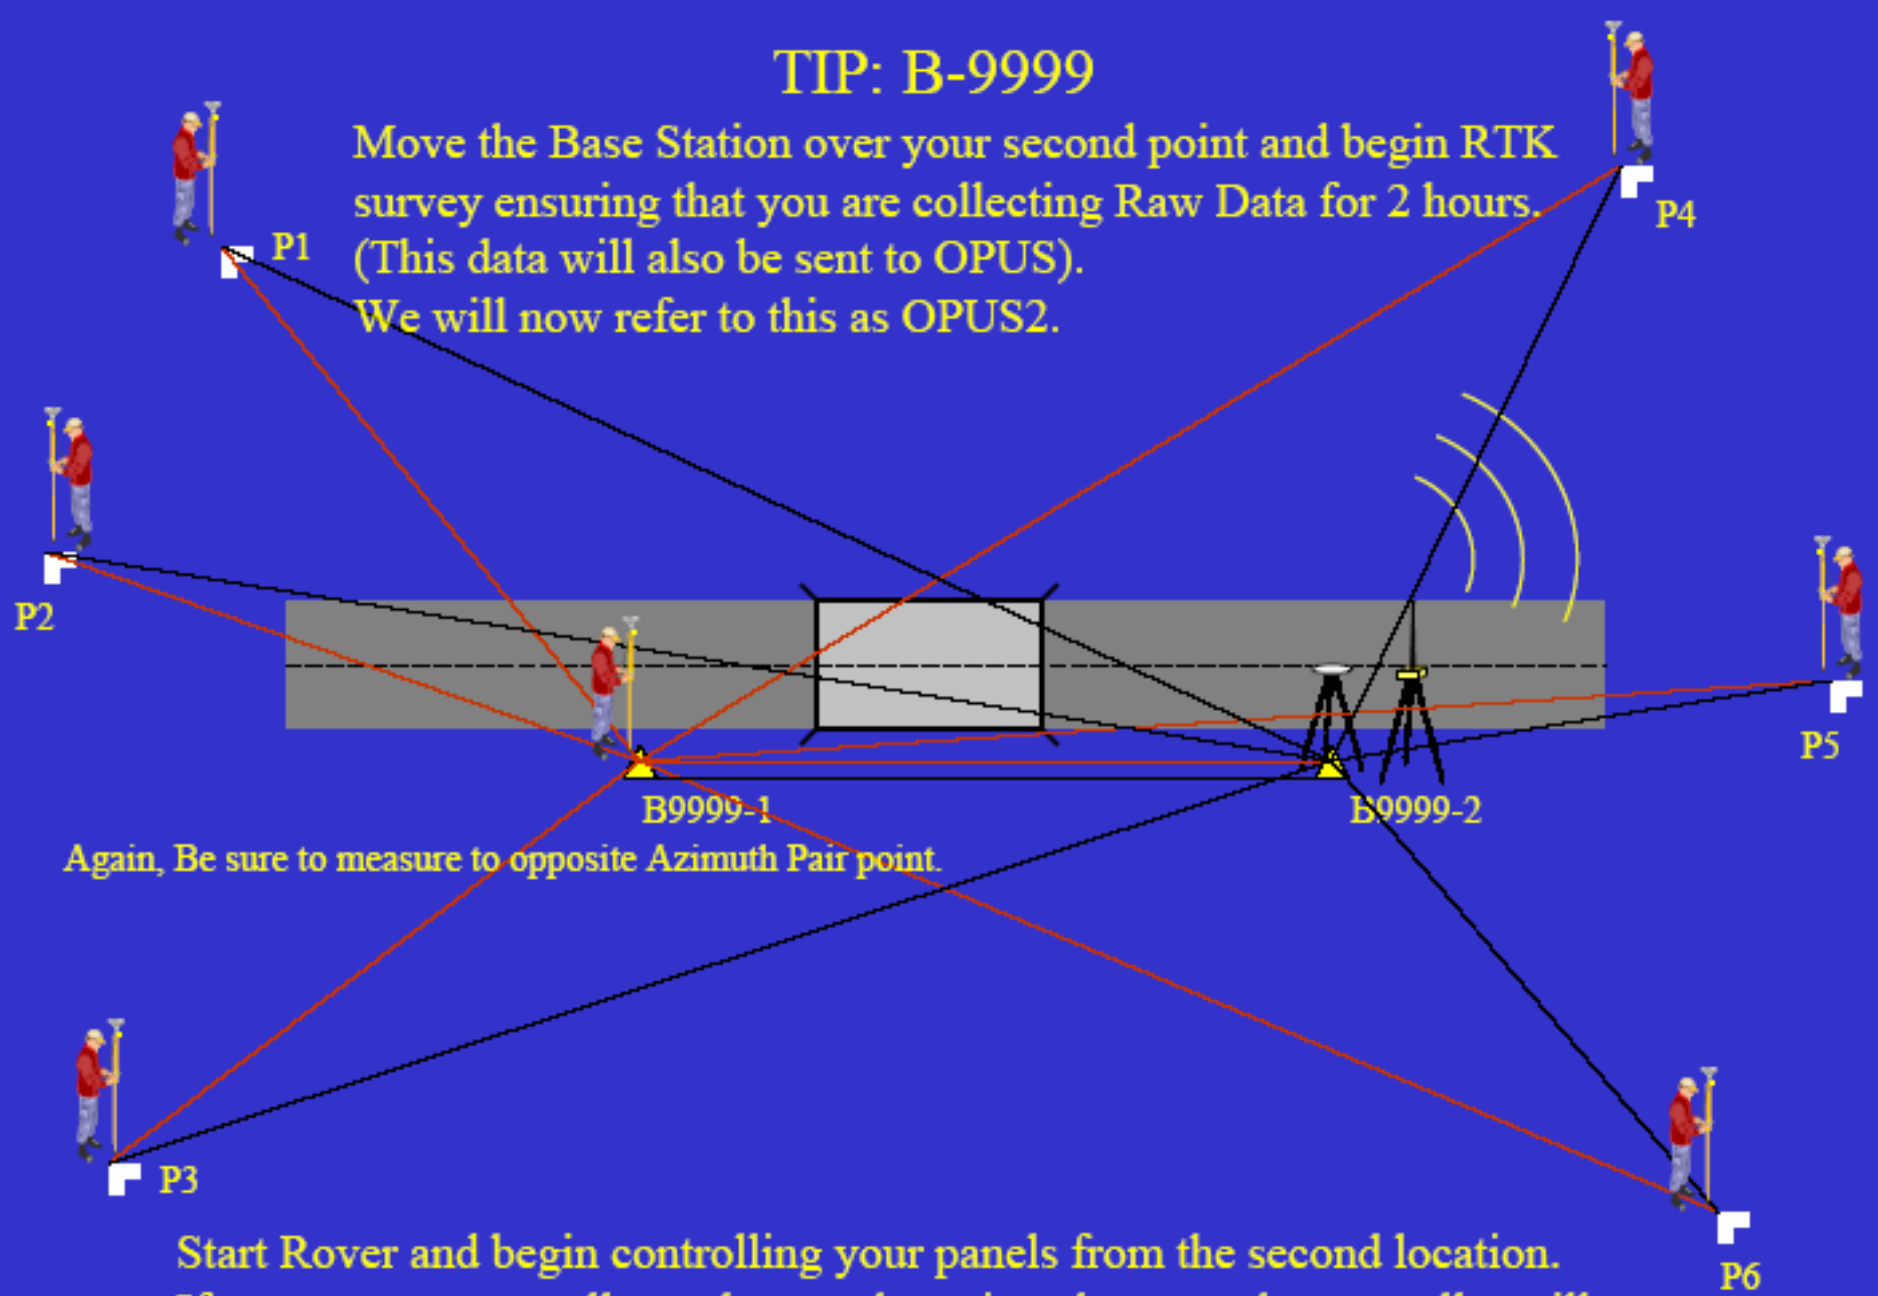 TIP: B-9999
Move the Base Station over your second point and begin RTK
survey ensuring that you are collecting Raw Data for 2 hours.
(This data will also be sent to OPUS).
We will now refer to this as OPUS2.
P1
P4
P2
P5
B9999-1
B9999-2
Again, Be sure to measure to opposite Azimuth Pair point.
P3
Start Rover and begin controlling your panels from the second location.
P6